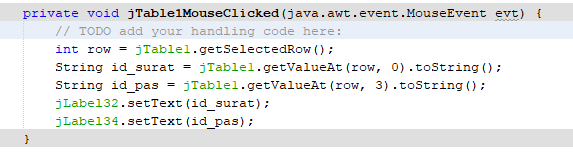 private void jTable1MouseClicked(java.awt.event.MouseEvent evt) {
// TODO add your handling code here:
int row = jTable1.getSelectedRow();
String id_surat = jTable1.getValueAt(row, 0).toString();
String id_pas = jTable1.getValueAt(row, 3).toString();
jLabel32.setText(id_surat);
jLabel34.setText(id_pas);
}